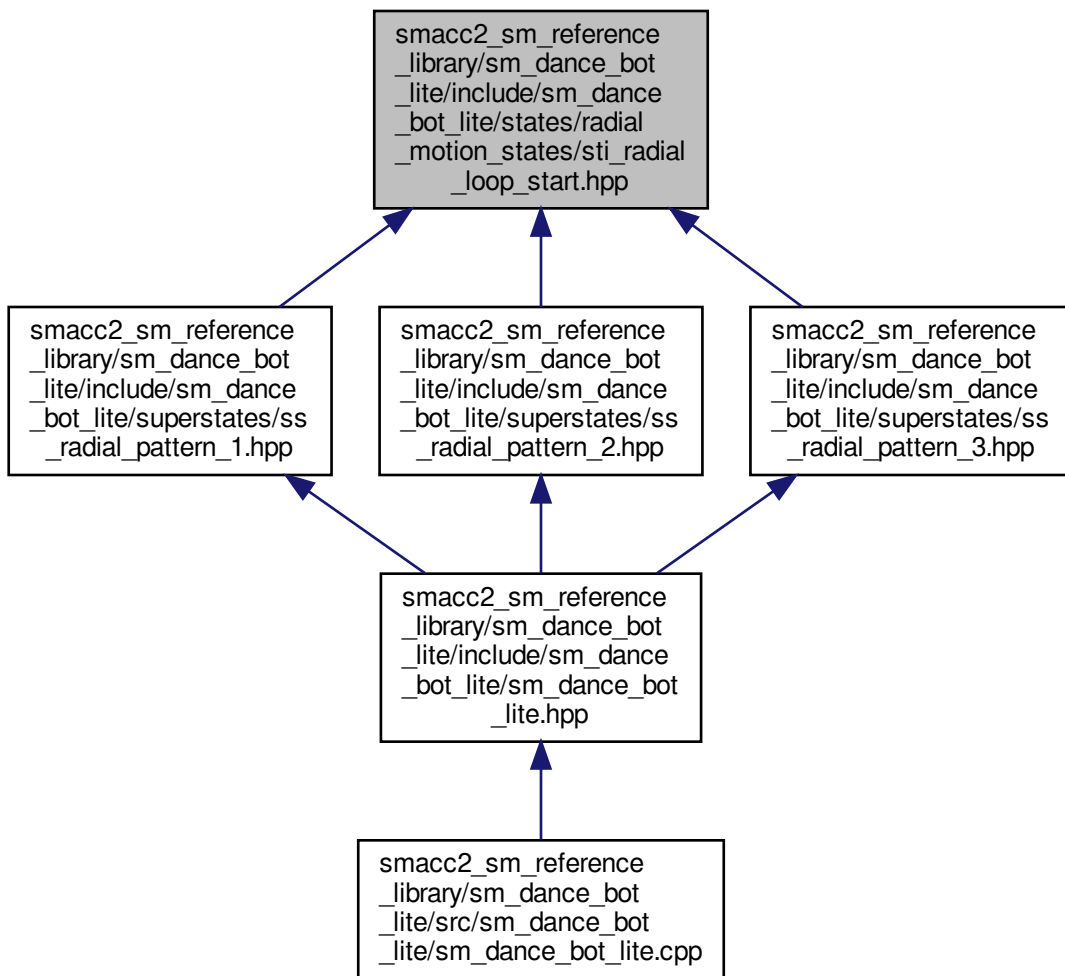 smacc2_sm_reference
_library/sm_dance_bot
_lite/include/sm_dance
_bot_lite/states/radial
_motion_states/sti_radial
_loop_start.hpp
smacc2_sm_reference
_library/sm_dance_bot
_lite/include/sm_dance
_bot_lite/superstates/ss
_radial_pattern_1.hpp
smacc2_sm_reference
_library/sm_dance_bot
_lite/include/sm_dance
_bot_lite/superstates/ss
_radial_pattern_2.hpp
smacc2_sm_reference
_library/sm_dance_bot
_lite/include/sm_dance
_bot_lite/superstates/ss
_radial_pattern_3.hpp
smacc2_sm_reference
_library/sm_dance_bot
_lite/include/sm_dance
_bot_lite/sm_dance_bot
_lite.hpp
smacc2_sm_reference
_library/sm_dance_bot
_lite/src/sm_dance_bot
_lite/sm_dance_bot_lite.cpp